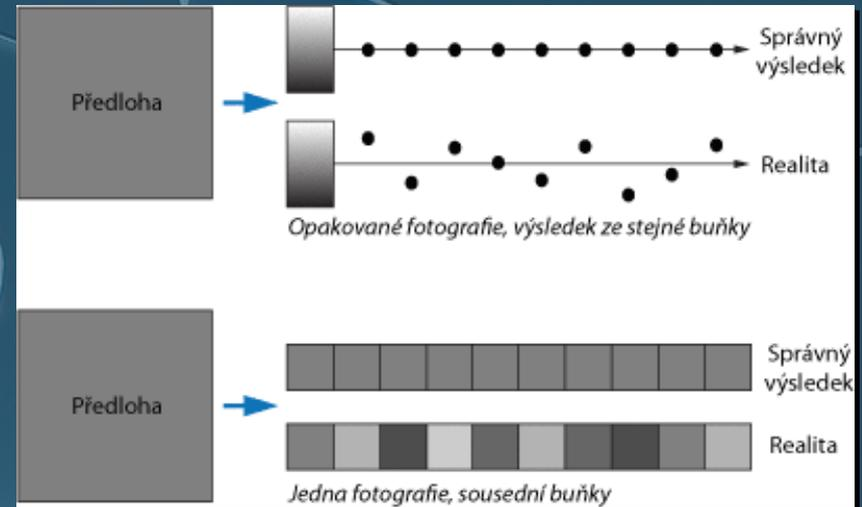 Předloha
Správný
výsledek
Realita
Opakované fotografie, výsledek ze stejné buňky
Předloha
Správný
výsledek
Realita
Jedna fotografie, sousední buňky